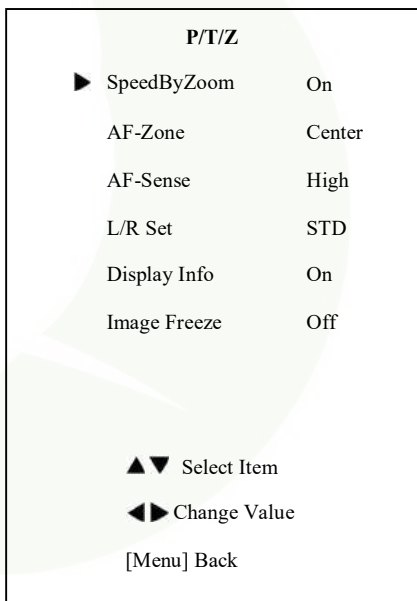 P/T/Z
▶ SpeedByZoom On
AF-Zone Center
AF-Sense High
L/R Set STD
Display Info On
Image Freeze Off
▲▼ Select Item
◀▶ Change Value
[Menu] Back